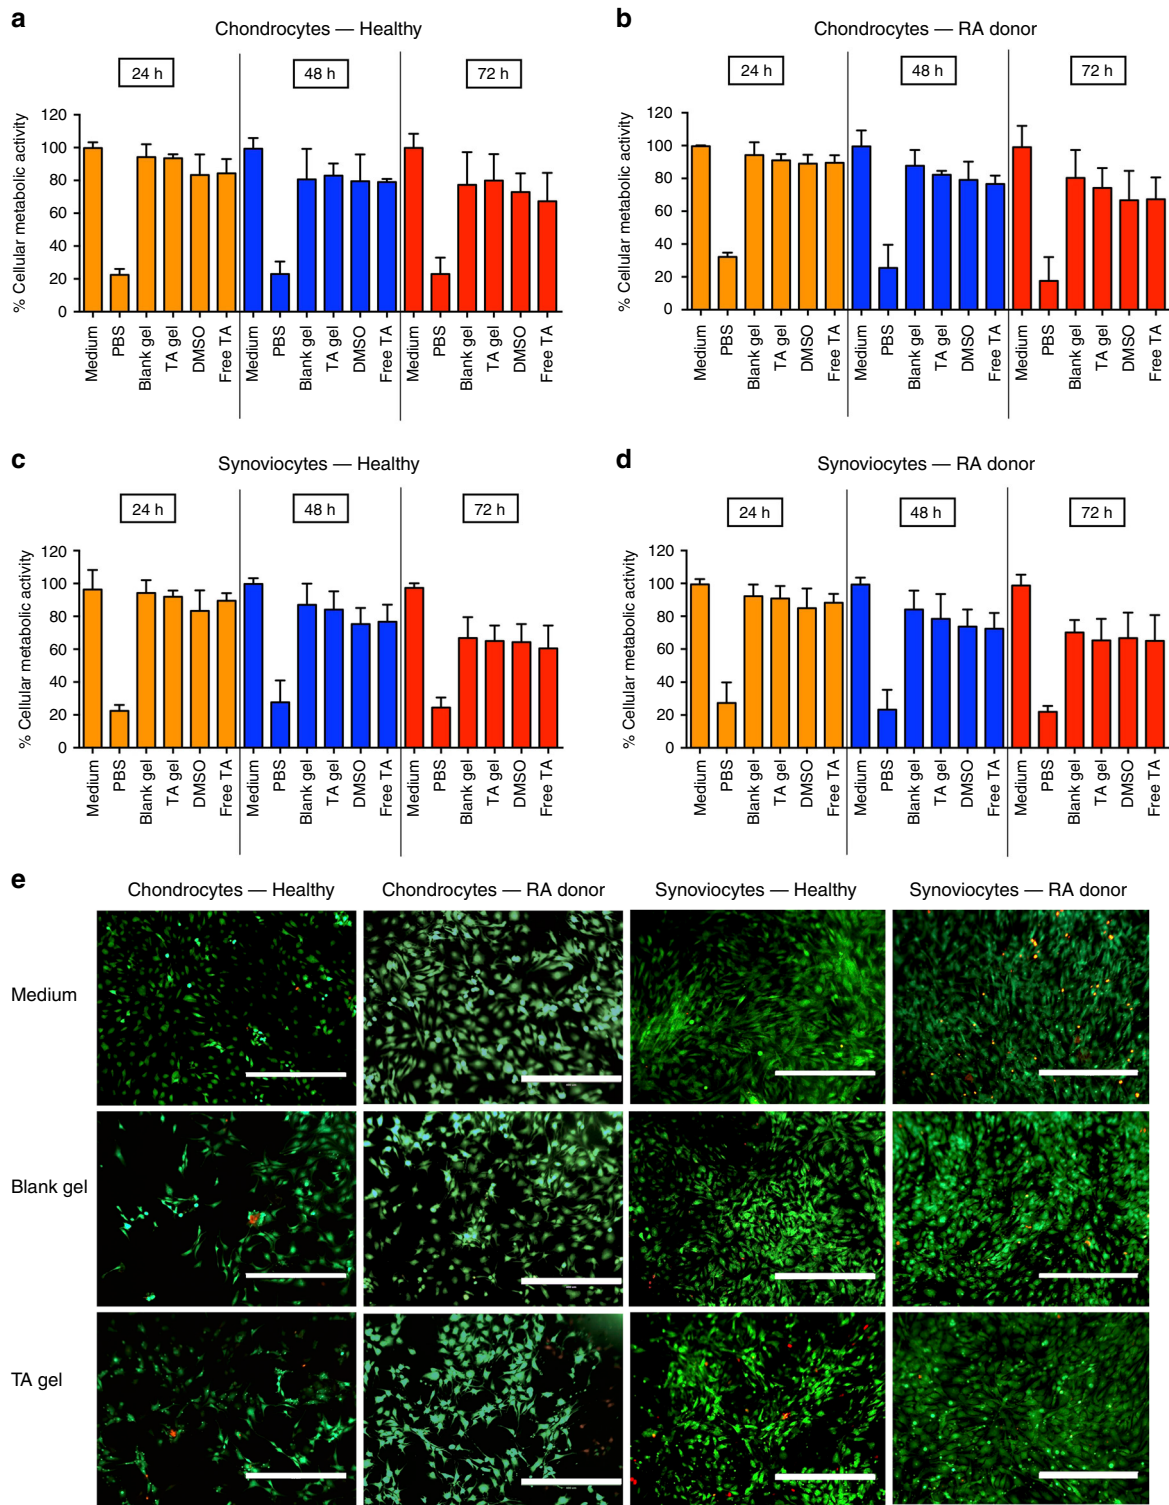 a
Chondrocytes — Healthy
24 h
48 h
72 h
% Cellular metabolic activity
120
100
80
60
40
20
0
Medium
PBS
Blank gel
TA gel
DMSO
Free TA
Medium
PBS
Blank gel
TA gel
DMSO
Free TA
Medium
PBS
Blank gel
TA gel
DMSO
Free TA
b
Chondrocytes — RA donor
24 h
48 h
72 h
% Cellular metabolic activity
120
100
80
60
40
20
0
Medium
PBS
Blank gel
TA gel
DMSO
Free TA
Medium
PBS
Blank gel
TA gel
DMSO
Free TA
Medium
PBS
Blank gel
TA gel
DMSO
Free TA
c
Synoviocytes — Healthy
24 h
48 h
72 h
% Cellular metabolic activity
120
100
80
60
40
20
0
Medium
PBS
Blank gel
TA gel
DMSO
Free TA
Medium
PBS
Blank gel
TA gel
DMSO
Free TA
Medium
PBS
Blank gel
TA gel
DMSO
Free TA
d
Synoviocytes — RA donor
24 h
48 h
72 h
% Cellular metabolic activity
120
100
80
60
40
20
0
Medium
PBS
Blank gel
TA gel
DMSO
Free TA
Medium
PBS
Blank gel
TA gel
DMSO
Free TA
Medium
PBS
Blank gel
TA gel
DMSO
Free TA
e
Chondrocytes — Healthy
Chondrocytes — RA donor
Synoviocytes — Healthy
Synoviocytes — RA donor
Medium
Blank gel
TA gel